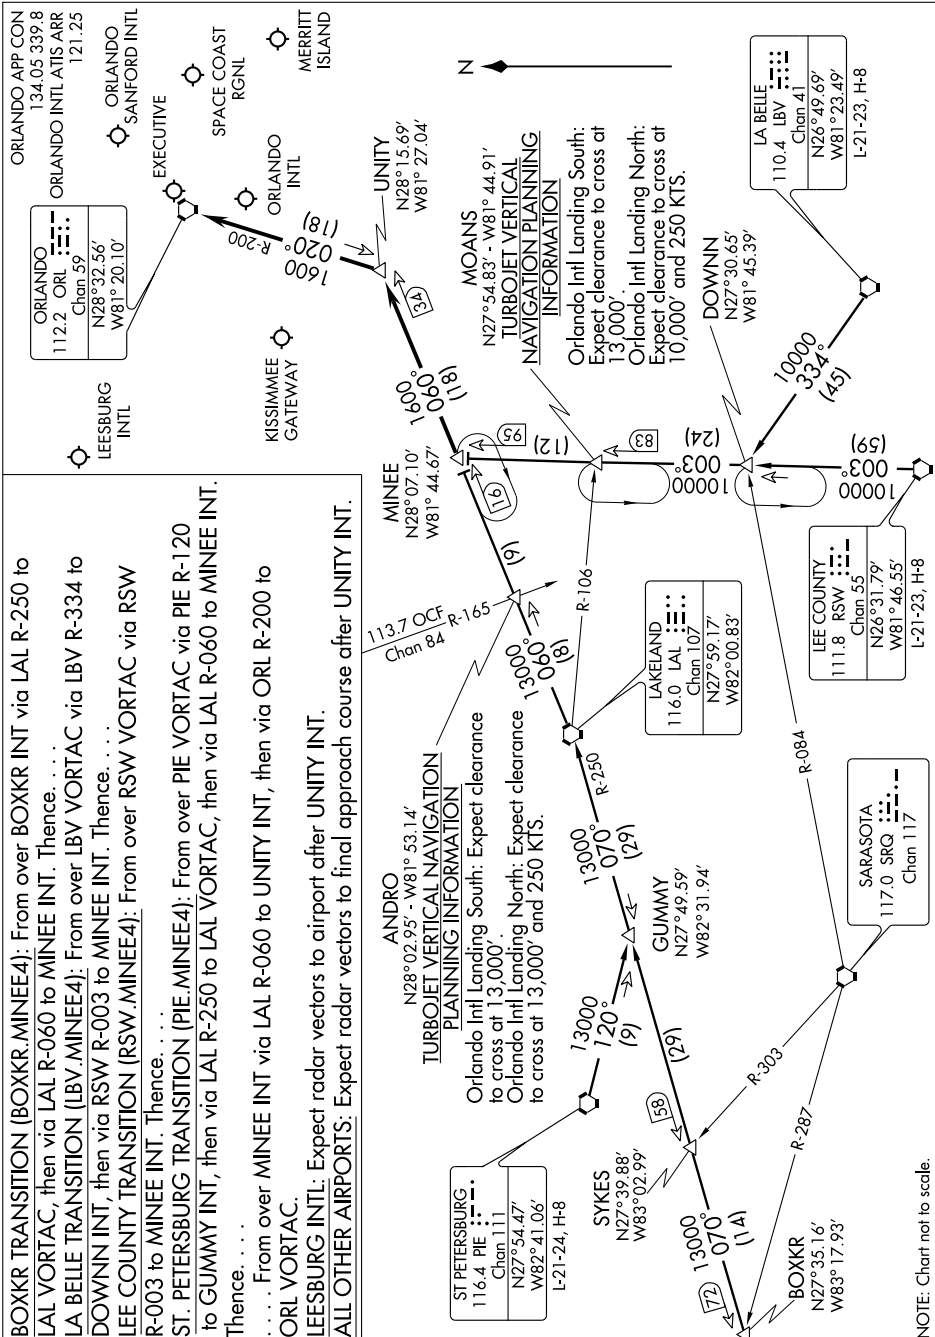 BOXKR TRANSITION (BOXKR.MINEE4): From over BOXKR INT via LAL R-250 to
LAL VORTAC, then via LAL R-060 to MINEE INT. Thence. . . .
LA BELLE TRANSITION (LBV.MINEE4): From over LBV VORTAC via LBV R-334 to
DOWNN INT, then via RSW R-003 to MINEE INT. Thence. . . .
LEE COUNTY TRANSITION (RSW.MINEE4): From over RSW VORTAC via RSW
R-003 to MINEE INT. Thence. . . .
ST. PETERSBURG TRANSITION (PIE.MINEE4): From over PIE VORTAC via PIE R-120
to GUMMY INT, then via LAL R-250 to LAL VORTAC, then via LAL R-060 to MINEE INT.
Thence. . . .
. . . . From over MINEE INT via LAL R-060 to UNITY INT, then via ORL R-200 to
ORL VORTAC.
LEESBURG INTL: Expect radar vectors to airport after UNITY INT.
ALL OTHER AIRPORTS: Expect radar vectors to final approach course after UNITY INT.
ORLANDO APP CON
134.05 339.8
ORLANDO INTL ATIS ARR
121.25
ORLANDO
112.2 ORL
Chan 59
N28°32.56'
W81° 20.10'
LEESBURG
INTL
EXECUTIVE
ORLANDO
SANFORD INTL
SPACE COAST
RGNL
MERRITT
ISLAND
ORLANDO
INTL
KISSIMMEE
GATEWAY
N
R-200
1600
020°
(18)
UNITY
N28°15.69'
W81° 27.04'
34
1600
060°
(18)
MINEE
N28° 07.10'
W81° 44.67'
16
95
(12)
83
MOANS
N27°54.83' - W81° 44.91'
TURBOJET VERTICAL
NAVIGATION PLANNING
INFORMATION
Orlando Intl Landing South:
Expect clearance to cross at
13,000'.
Orlando Intl Landing North:
Expect clearance to cross at
10,000' and 250 KTS.
10000
003°
(24)
DOWNN
N27°30.65'
W81° 45.39'
10000
334°
(45)
LA BELLE
110.4 LBV
Chan 41
N26°49.69'
W81°23.49'
L-21-23, H-8
10000
003°
(59)
LEE COUNTY
111.8 RSW
Chan 55
N26°31.79'
W81° 46.55'
L-21-23, H-8
113.7 OCF
Chan 84
R-165
(9)
13000
060°
(8)
R-106
ANDRO
N28°02.95' - W81° 53.14'
TURBOJET VERTICAL NAVIGATION
PLANNING INFORMATION
Orlando Intl Landing South: Expect clearance
to cross at 13,000'.
Orlando Intl Landing North: Expect clearance
to cross at 13,000' and 250 KTS.
LAKELAND
116.0 LAL
Chan 107
N27°59.17'
W82°00.83'
R-250
13000
070°
(29)
GUMMY
N27°49.59'
W82°31.94'
13000
120°
(9)
ST PETERSBURG
116.4 PIE
Chan 111
N27°54.47'
W82°41.06'
L-21-24, H-8
(29)
58
SYKES
N27°39.88'
W83°02.99'
13000
070°
(14)
72
BOXKR
N27°35.16'
W83°17.93'
R-084
R-303
R-287
SARASOTA
117.0 SRQ
Chan 117
NOTE: Chart not to scale.